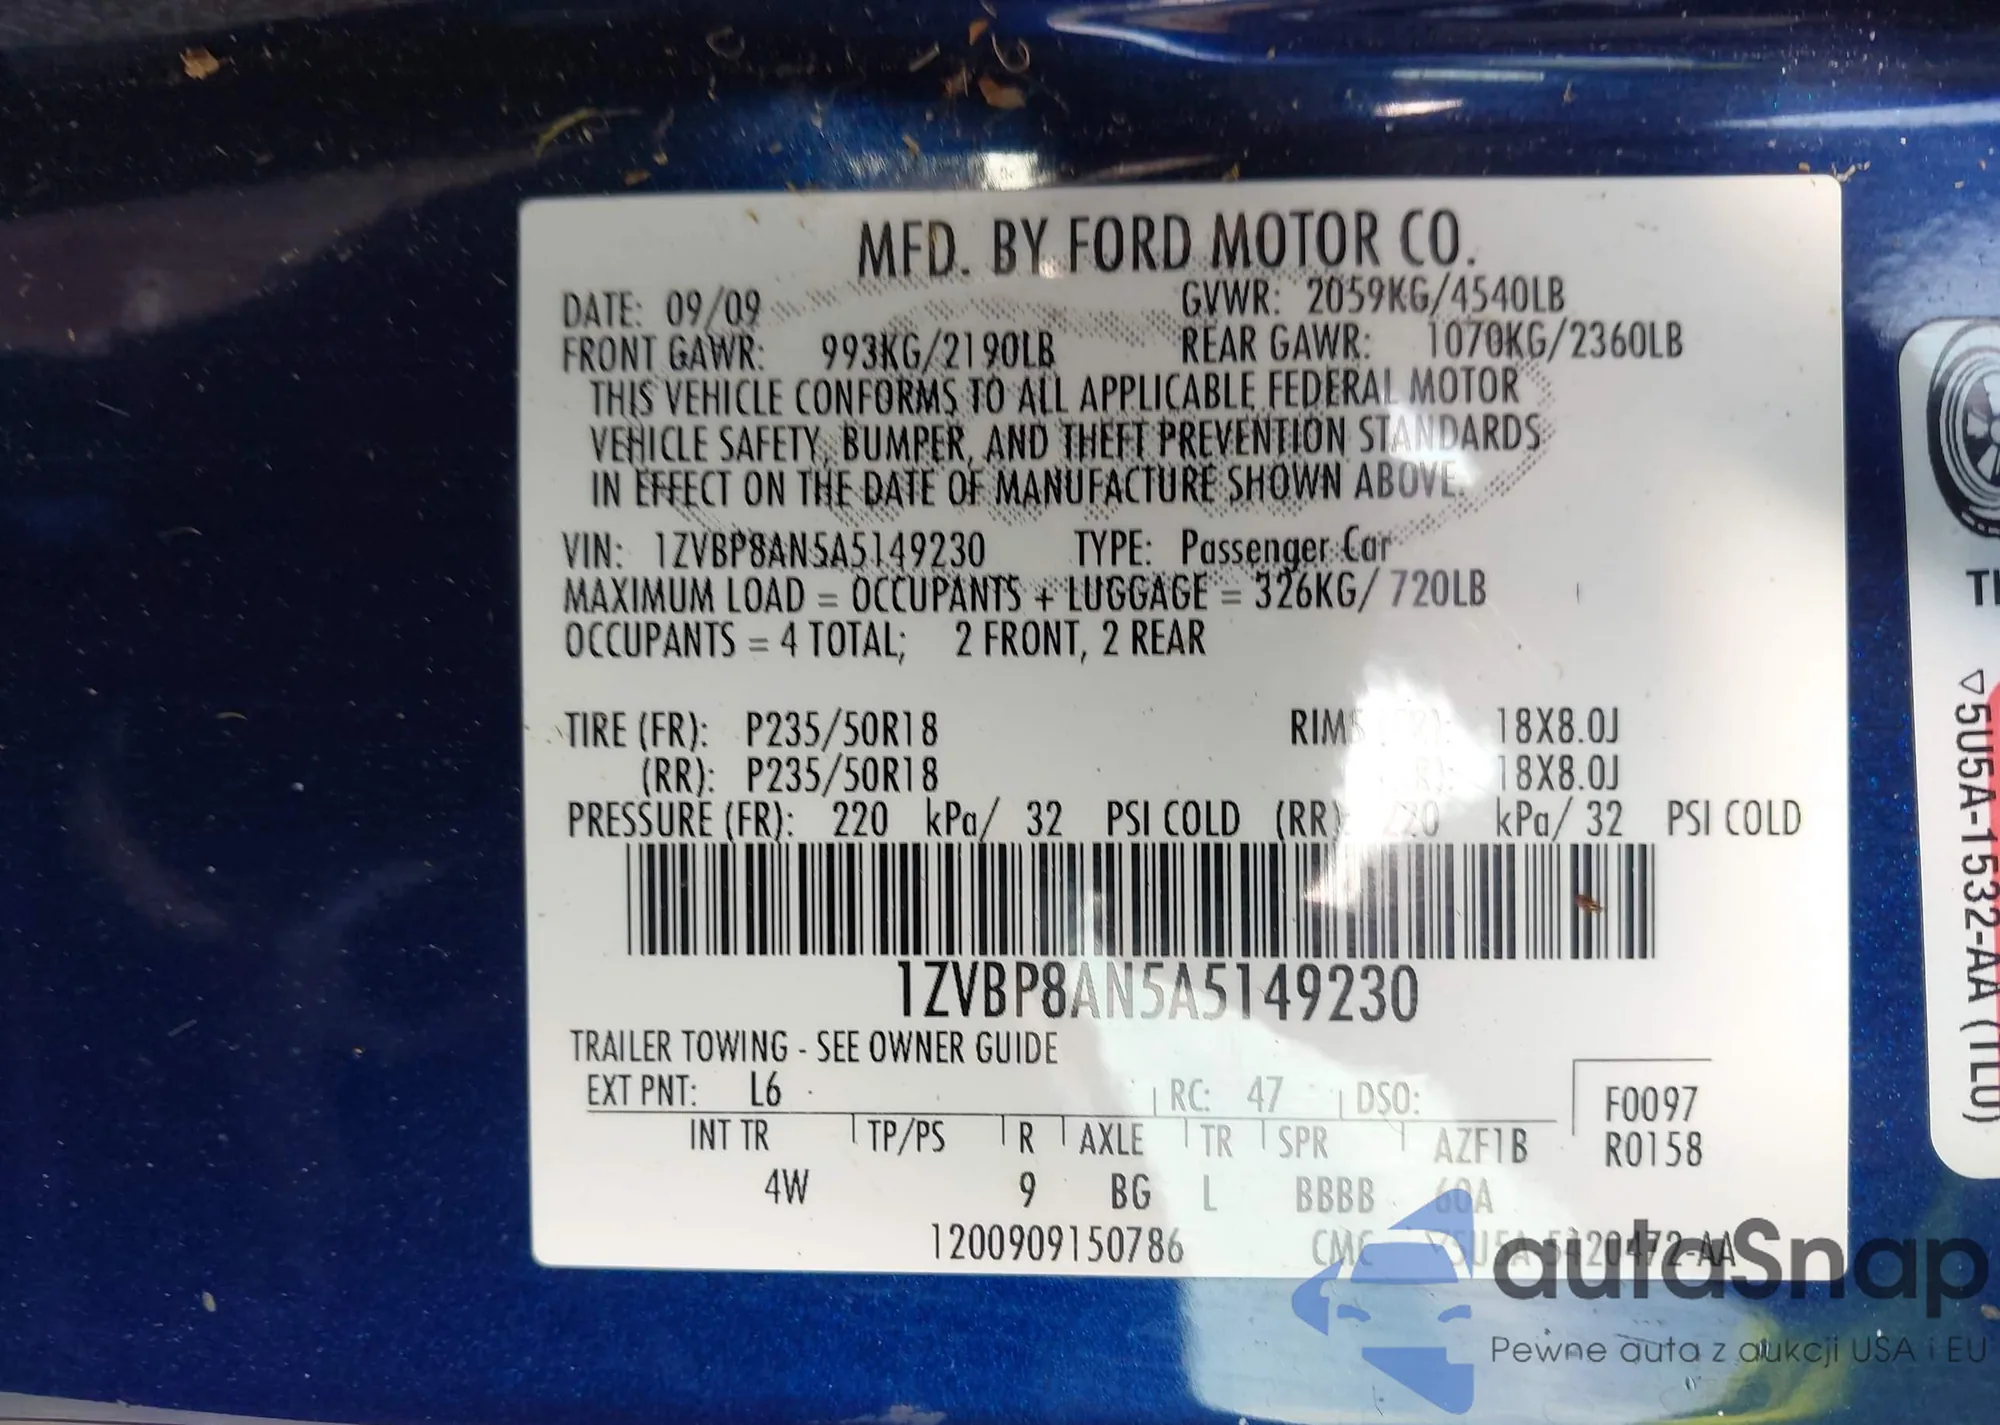 MFD. BY FORD MOTOR CO.
DATE: 09/09 GVWR: 2059KG/4540LB
FRONT GAWR: 993KG/2190LB REAR GAWR: 1070KG/2360LB
THIS VEHICLE CONFORMS TO ALL APPLICABLE FEDERAL MOTOR
VEHICLE SAFETY, BUMPER, AND THEFT PREVENTION STANDARDS
IN EFFECT ON THE DATE OF MANUFACTURE SHOWN ABOVE.
VIN: 1ZVBP8AN5A5149230 TYPE: Passenger Car
MAXIMUM LOAD = OCCUPANTS + LUGGAGE = 326KG/ 720LB
OCCUPANTS = 4 TOTAL; 2 FRONT, 2 REAR
TIRE (FR): P235/50R18 RIMS 18X8.0J
(RR): P235/50R18 18X8.0J
PRESSURE (FR): 220 kPa/ 32 PSI COLD (RR): 220 kPa/ 32 PSI COLD
1ZVBP8AN5A5149230
TRAILER TOWING - SEE OWNER GUIDE
EXT PNT: L6 RC: 47 DSO:
F0097
INT TR TP/PS R AXLE TR SPR AZF1B
R0158
4W 9 BG L BBBB 60A
1200909150786 CMC
5U5A-1532-AA (TL0)
autaSnap
Pewne auta z aukcji USA i EU